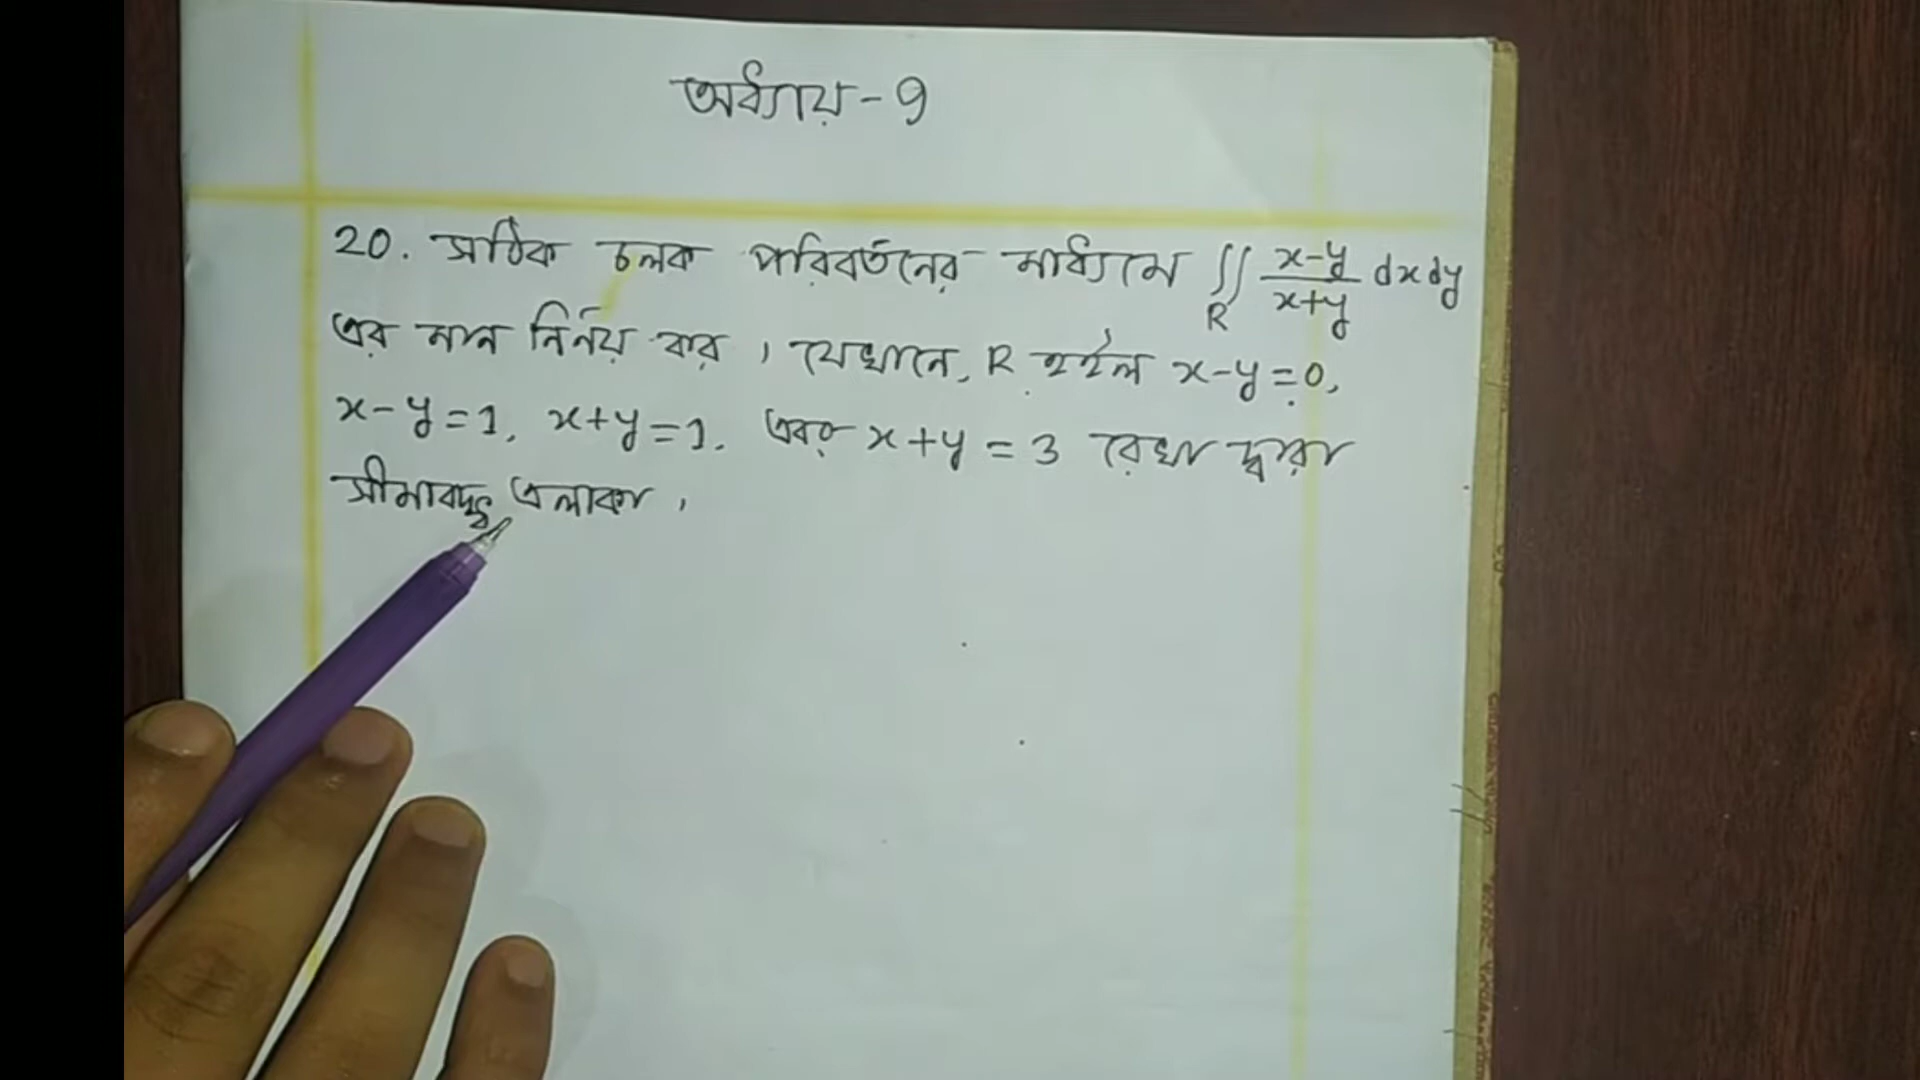 অধ্যায় - 9
20. সঠিক চলক পরিবর্তনের মাধ্যমে ∬_R (x-y)/(x+y) dx dy
এর মান নির্নয় কর । যেখানে, R হইল x-y=0,
x-y=1, x+y=1, এবং x+y=3 রেখা দ্বারা
সীমাবদ্ধ এলাকা ।